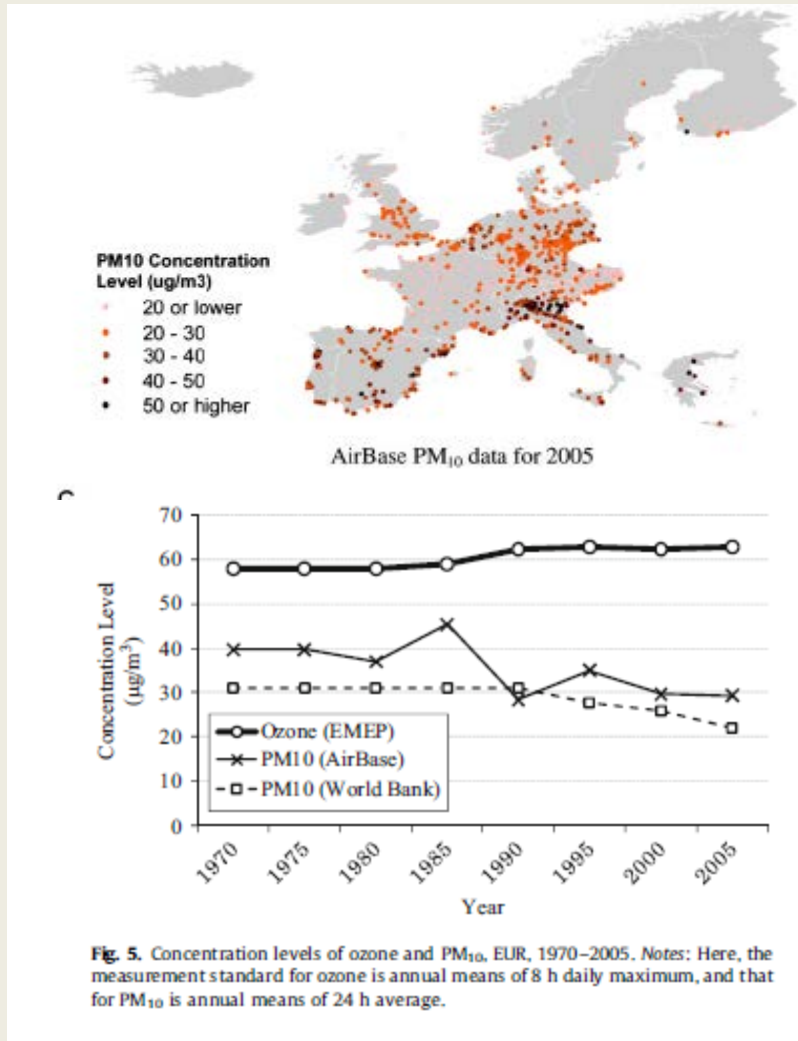 PM10 Concentration
Level (ug/m3)
20 or lower
20 - 30
30 - 40
40 - 50
50 or higher
AirBase PM₁₀ data for 2005
70
60
50
40
30
20
10
0
Concentration Level
(µg/m³)
Ozone (EMEP)
PM10 (AirBase)
PM10 (World Bank)
1970
1975
1980
1985
1990
1995
2000
2005
Year
Fig. 5. Concentration levels of ozone and PM₁₀, EUR, 1970–2005. Notes: Here, the
measurement standard for ozone is annual means of 8 h daily maximum, and that
for PM₁₀ is annual means of 24 h average.